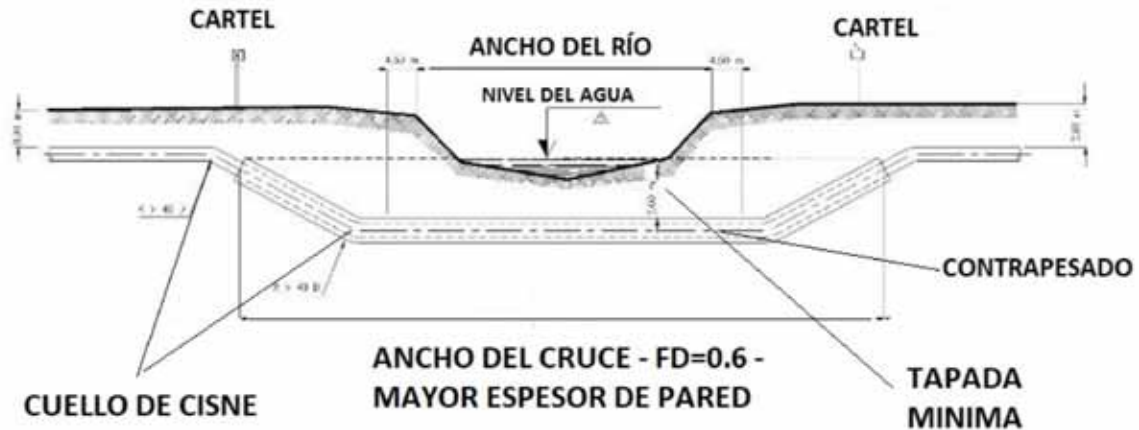 CARTEL
CARTEL
ANCHO DEL RÍO
NIVEL DEL AGUA
CONTRAPESADO
ANCHO DEL CRUCE - FD=0.6 -
MAYOR ESPESOR DE PARED
CUELLO DE CISNE
TAPADA
MINIMA